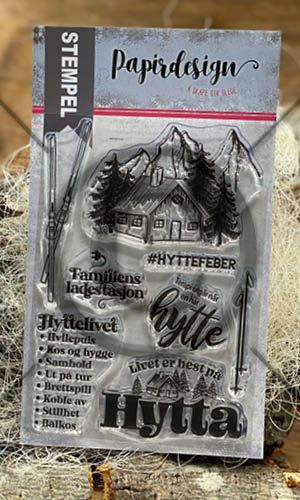 STEMPEL
Papirdesign
Å SKAPE GIR GLEDE
#HYTTEFEBER
Familiens
ladestasjon
hytte
Hyttelivet
• Hvilepuls
• Kos og hygge
• Samhold
• Ut på tur
• Brettspill
• Koble av
• Stillhet
Bålkos
Livet er best på
Hytta